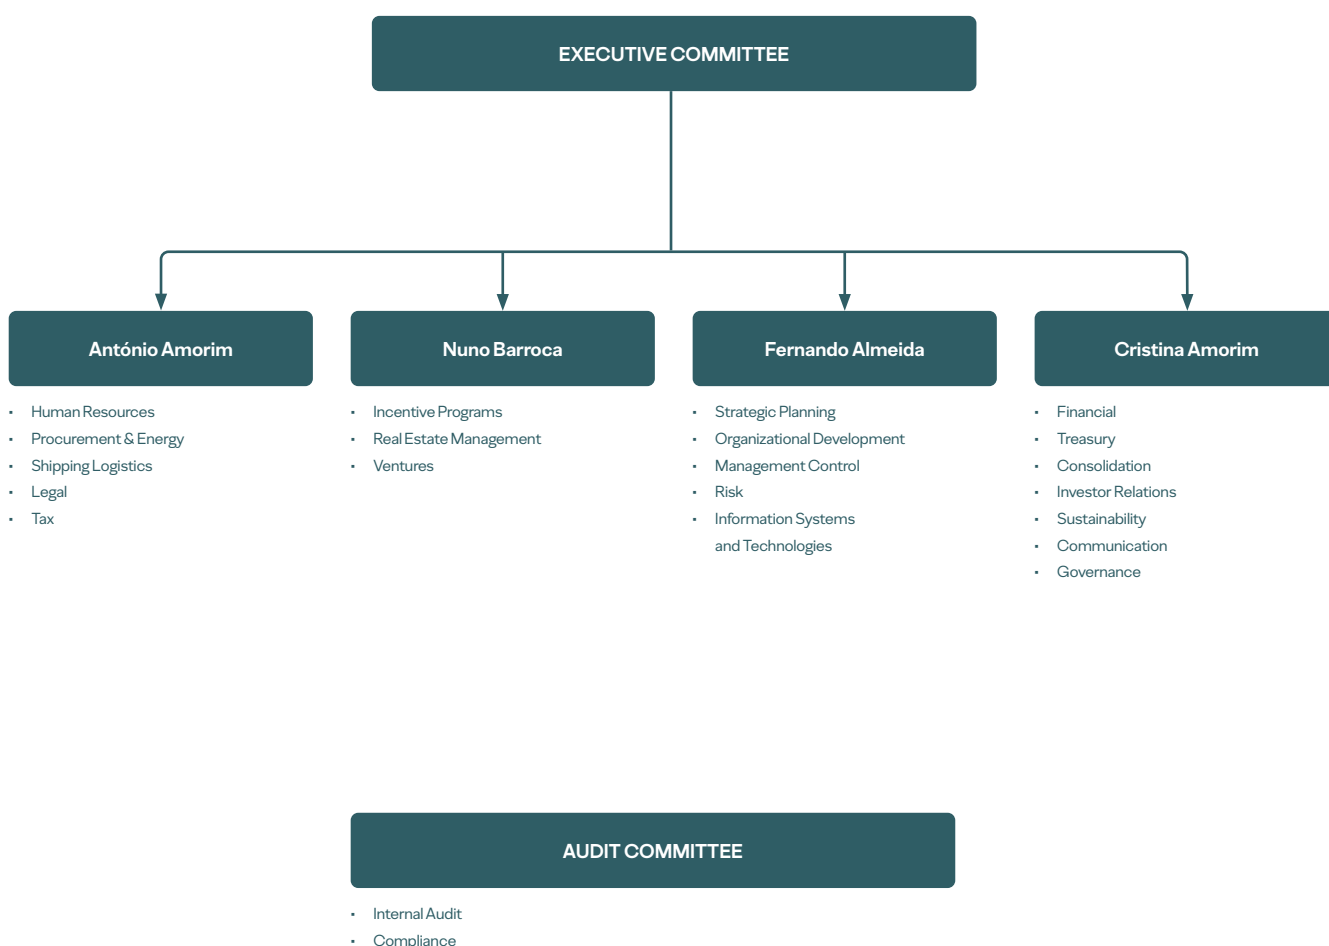 EXECUTIVE COMMITTEE
António Amorim
• Human Resources
• Procurement & Energy
• Shipping Logistics
• Legal
• Tax
Nuno Barroca
• Incentive Programs
• Real Estate Management
• Ventures
Fernando Almeida
• Strategic Planning
• Organizational Development
• Management Control
• Risk
• Information Systems
and Technologies
Cristina Amorim
• Financial
• Treasury
• Consolidation
• Investor Relations
• Sustainability
• Communication
• Governance
AUDIT COMMITTEE
• Internal Audit
• Compliance